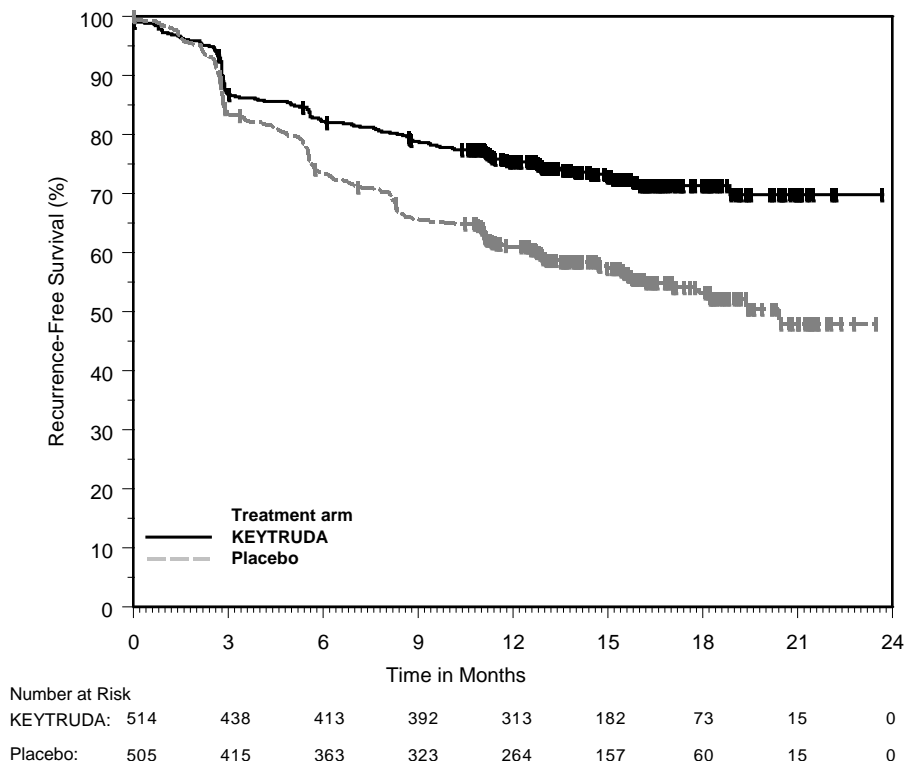 100
90
80
70
60
50
40
30
20
10
0
Recurrence-Free Survival (%)
Treatment arm
KEYTRUDA
Placebo
0 3 6 9 12 15 18 21 24
Time in Months
Number at Risk
KEYTRUDA: 514 438 413 392 313 182 73 15 0
Placebo: 505 415 363 323 264 157 60 15 0